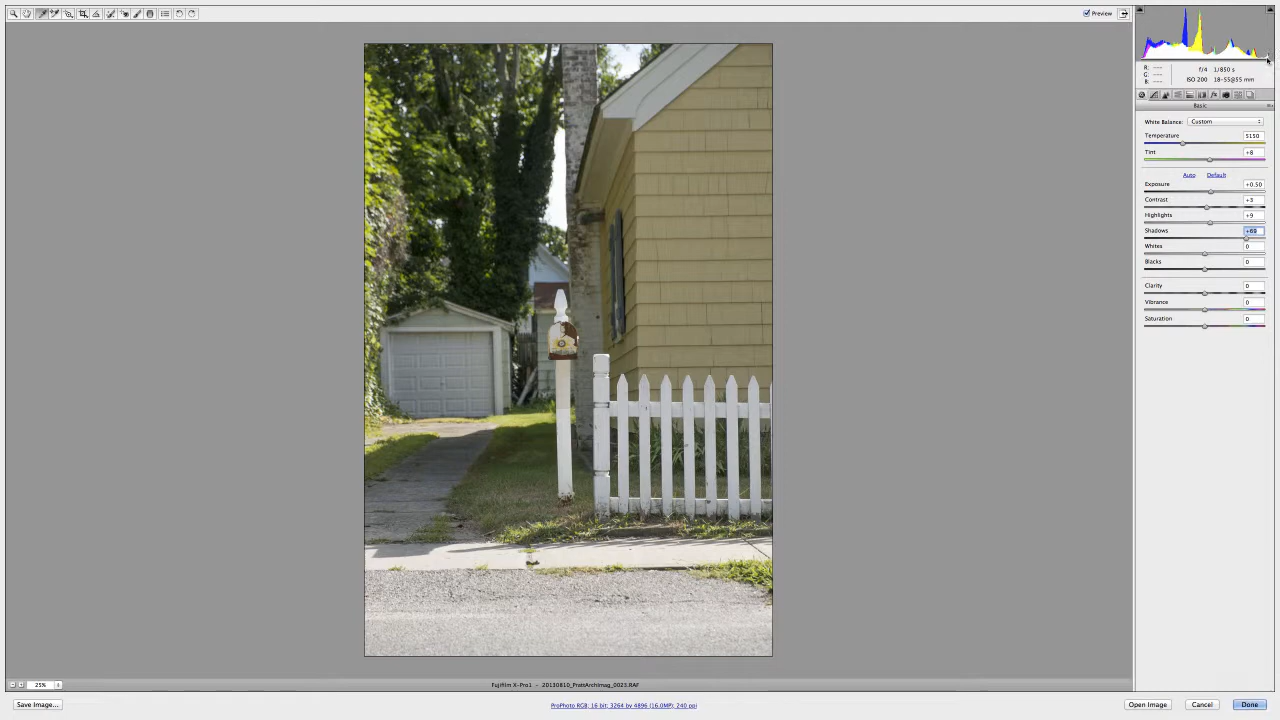 Preview
R: ---
G: ---
B: ---
f/4 1/850 s
ISO 200 18-55@55 mm
Basic
White Balance: Custom
Temperature 5150
Tint +8
Auto Default
Exposure +0.50
Contrast +3
Highlights +9
Shadows +69
Whites 0
Blacks 0
Clarity 0
Vibrance 0
Saturation 0
25%
Fujifilm X-Pro1 - 20130810_PrattArchImag_0023.RAF
Save Image...
ProPhoto RGB; 16 bit; 3264 by 4896 (16.0MP); 240 ppi
Open Image
Cancel
Done